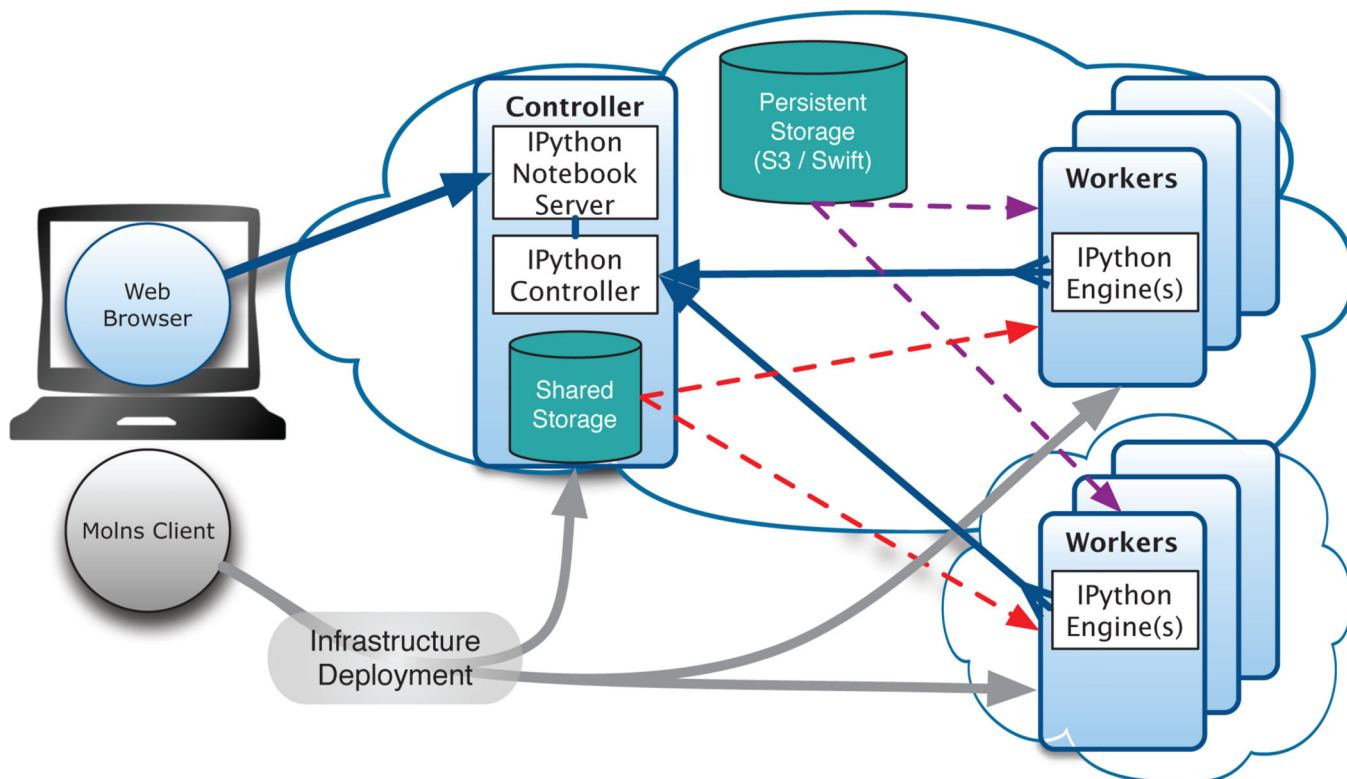 Controller
IPython
Notebook
Server
IPython
Controller
Shared
Storage
Persistent
Storage
(S3 / Swift)
Workers
IPython
Engine(s)
Web
Browser
Molns Client
Infrastructure
Deployment
Workers
IPython
Engine(s)